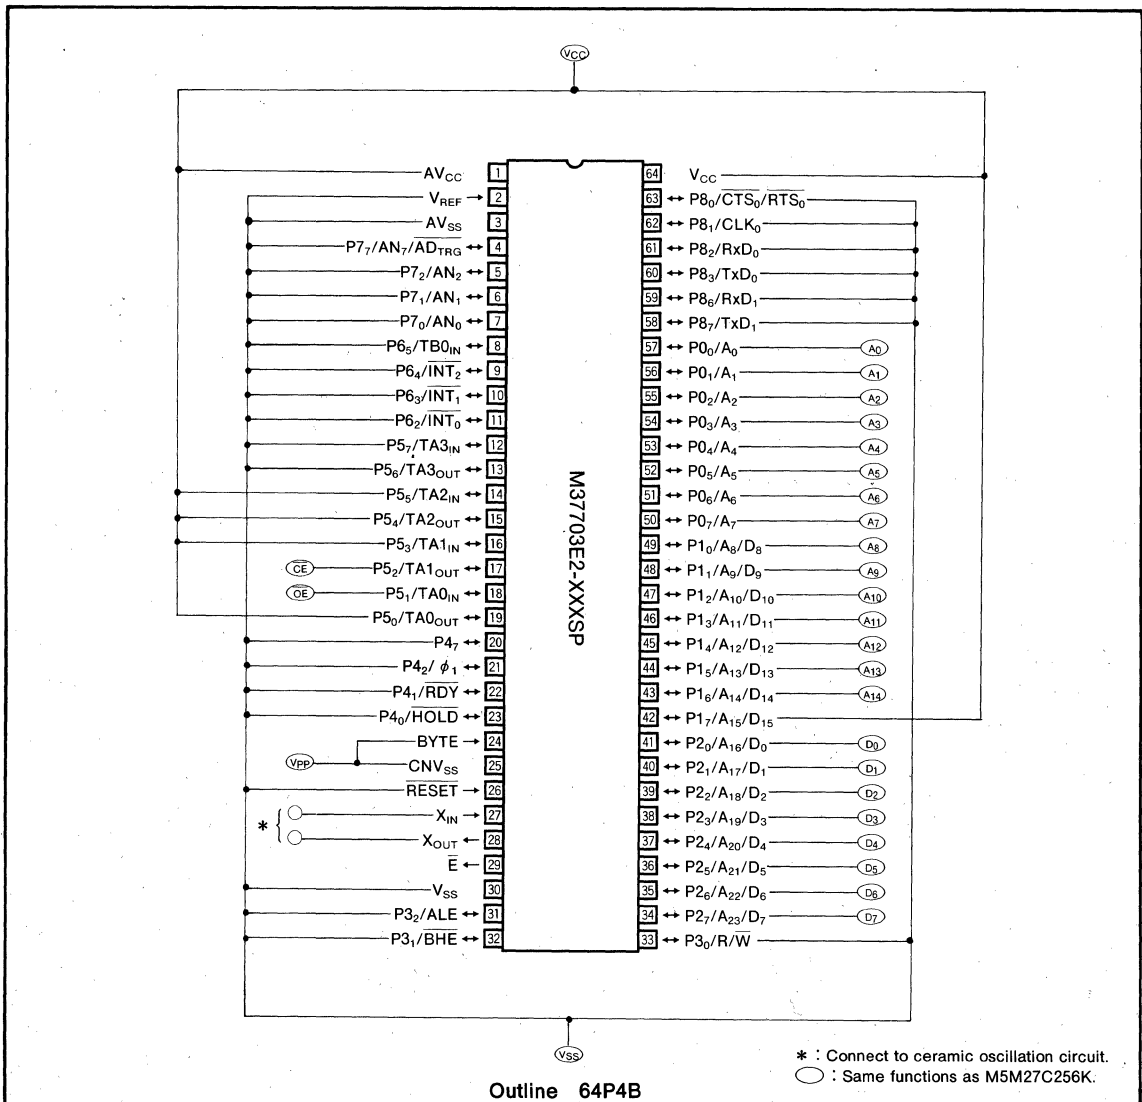 VCC
AVCC 1
VREF → 2
AVSS 3
P77/AN7/ADTRG ↔ 4
P72/AN2 ↔ 5
P71/AN1 ↔ 6
P70/AN0 ↔ 7
P65/TB0IN ↔ 8
P64/INT2 ↔ 9
P63/INT1 ↔ 10
P62/INT0 ↔ 11
P57/TA3IN ↔ 12
P56/TA3OUT ↔ 13
P55/TA2IN ↔ 14
P54/TA2OUT ↔ 15
P53/TA1IN ↔ 16
CE P52/TA1OUT ↔ 17
OE P51/TA0IN ↔ 18
P50/TA0OUT ↔ 19
P47 ↔ 20
P42/ϕ1 ↔ 21
P41/RDY ↔ 22
P40/HOLD ↔ 23
BYTE → 24
VPP CNVSS 25
RESET → 26
* XIN → 27
XOUT ← 28
E ← 29
VSS 30
P32/ALE ↔ 31
P31/BHE ↔ 32
M37703E2-XXXSP
64 VCC
63 ↔ P80/CTS0/RTS0
62 ↔ P81/CLK0
61 ↔ P82/RxD0
60 ↔ P83/TxD0
59 ↔ P86/RxD1
58 ↔ P87/TxD1
57 ↔ P00/A0 A0
56 ↔ P01/A1 A1
55 ↔ P02/A2 A2
54 ↔ P03/A3 A3
53 ↔ P04/A4 A4
52 ↔ P05/A5 A5
51 ↔ P06/A6 A6
50 ↔ P07/A7 A7
49 ↔ P10/A8/D8 A8
48 ↔ P11/A9/D9 A9
47 ↔ P12/A10/D10 A10
46 ↔ P13/A11/D11 A11
45 ↔ P14/A12/D12 A12
44 ↔ P15/A13/D13 A13
43 ↔ P16/A14/D14 A14
42 ↔ P17/A15/D15
41 ↔ P20/A16/D0 D0
40 ↔ P21/A17/D1 D1
39 ↔ P22/A18/D2 D2
38 ↔ P23/A19/D3 D3
37 ↔ P24/A20/D4 D4
36 ↔ P25/A21/D5 D5
35 ↔ P26/A22/D6 D6
34 ↔ P27/A23/D7 D7
33 ↔ P30/R/W
VSS
* : Connect to ceramic oscillation circuit.
: Same functions as M5M27C256K.
Outline 64P4B